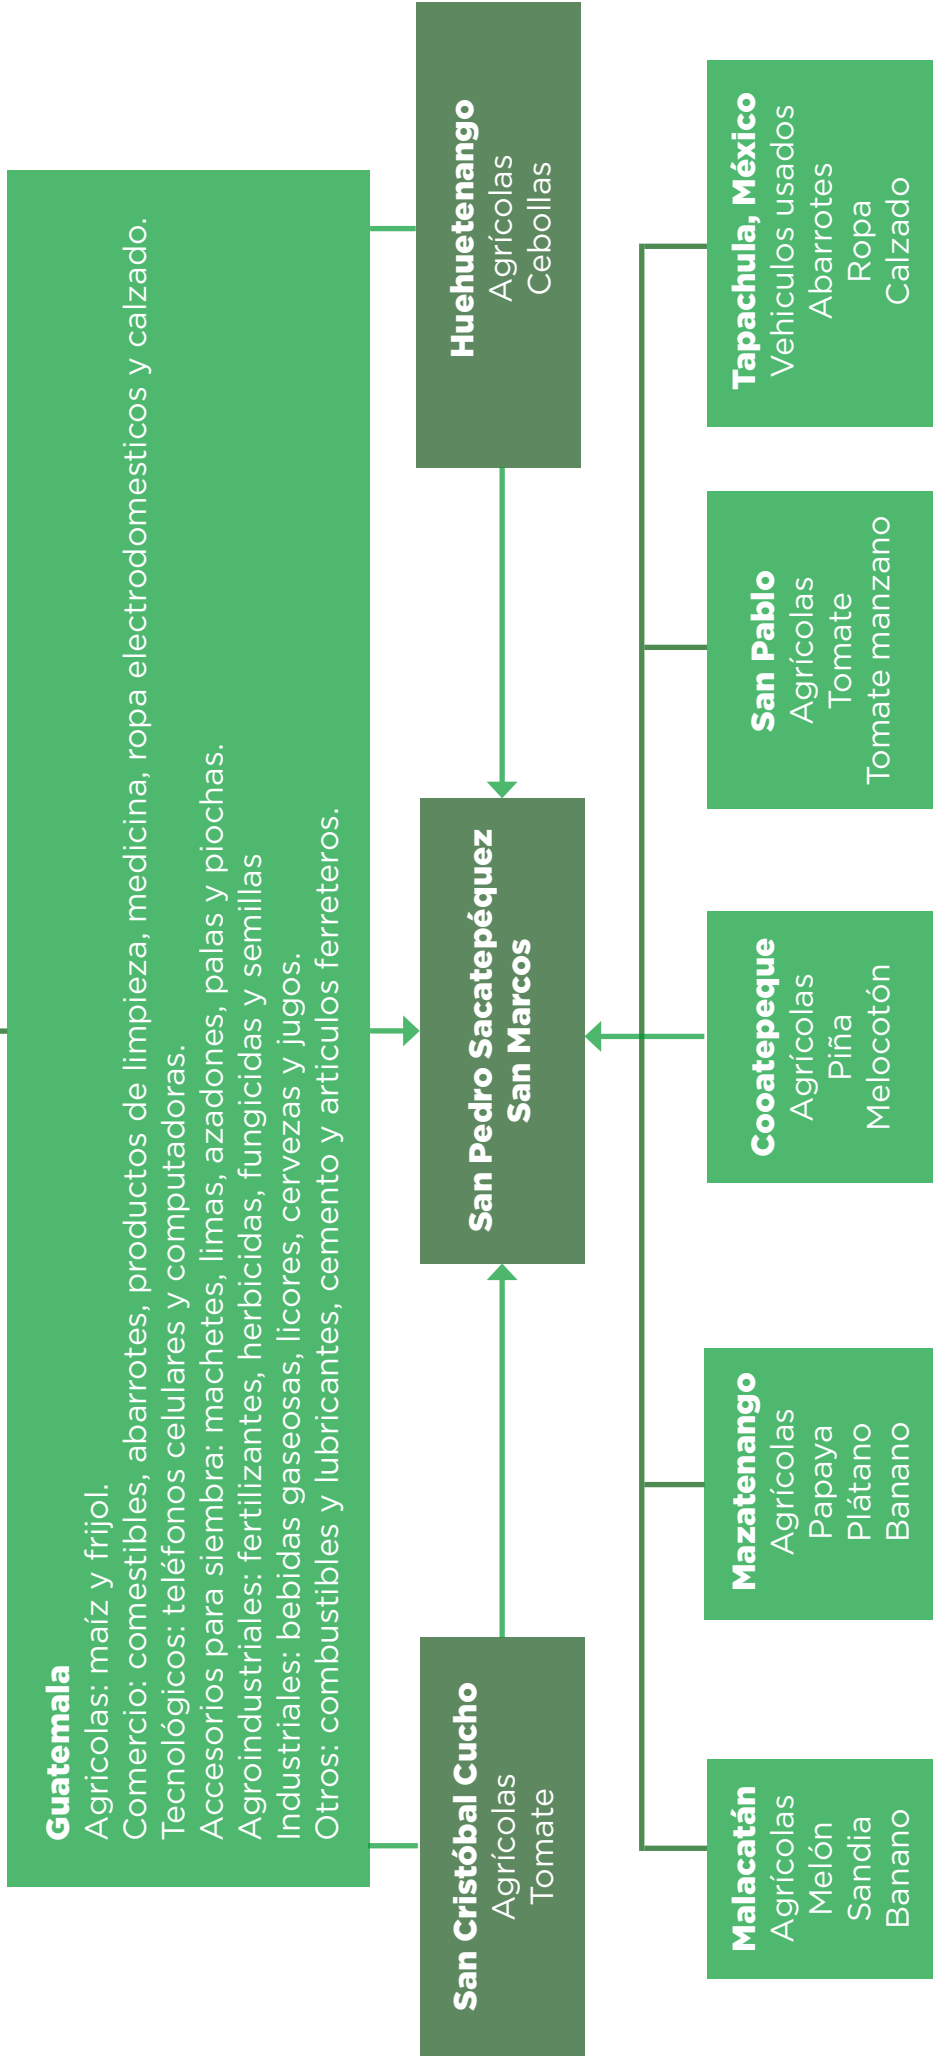 Guatemala
Agricolas: maíz y frijol.
Comercio: comestibles, abarrotes, productos de limpieza, medicina, ropa electrodomesticos y calzado.
Tecnológicos: teléfonos celulares y computadoras.
Accesorios para siembra: machetes, limas, azadones, palas y piochas.
Agroindustriales: fertilizantes, herbicidas, fungicidas y semillas
Industriales: bebidas gaseosas, licores, cervezas y jugos.
Otros: combustibles y lubricantes, cemento y articulos ferreteros.
San Cristóbal Cucho
Agrícolas
Tomate
San Pedro Sacatepéquez
San Marcos
Huehuetenango
Agrícolas
Cebollas
Malacatán
Agrícolas
Melón
Sandia
Banano
Mazatenango
Agrícolas
Papaya
Plátano
Banano
Cooatepeque
Agrícolas
Piña
Melocotón
San Pablo
Agrícolas
Tomate
Tomate manzano
Tapachula, México
Vehiculos usados
Abarrotes
Ropa
Calzado